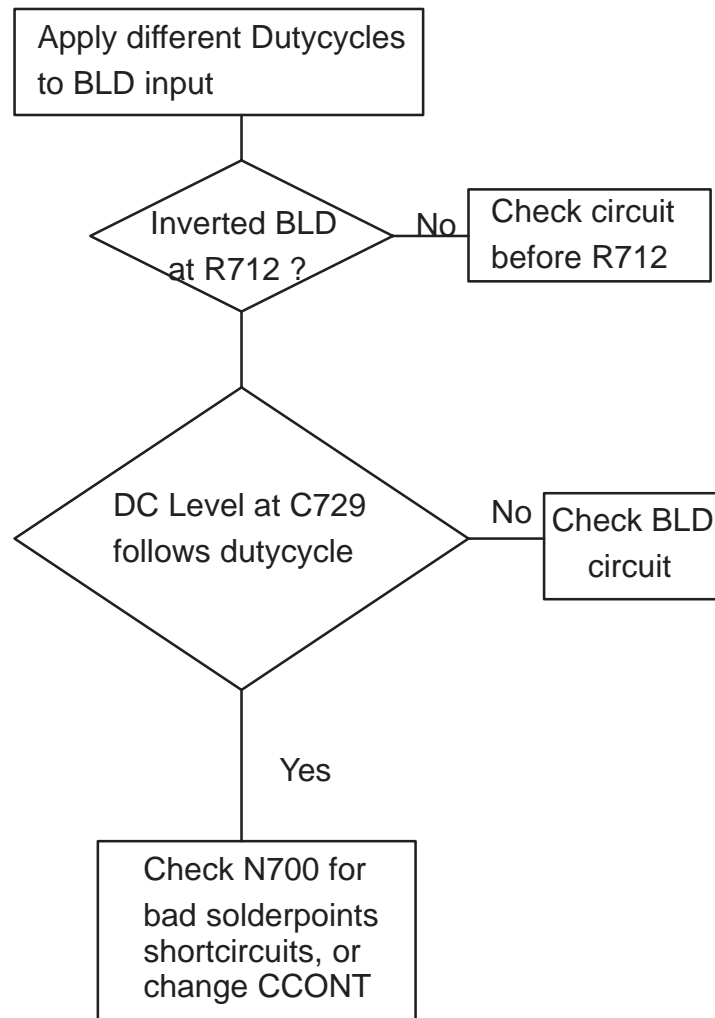 Apply different Dutycycles
to BLD input
Inverted BLD
at R712 ?
No
Check circuit
before R712
DC Level at C729
follows dutycycle
No
Check BLD
circuit
Yes
Check N700 for
bad solderpoints
shortcircuits, or
change CCONT